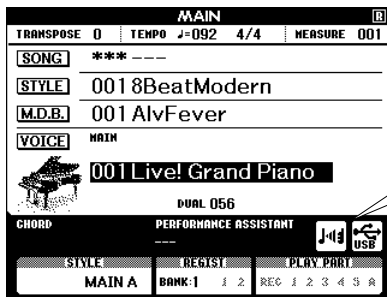 MAIN R
TRANSPOSE 0 TEMPO ♩=092 4/4 MEASURE 001
SONG *** ---
STYLE 001 8BeatModern
M.D.B. 001 AlvFever
VOICE MAIN
001 Live! Grand Piano
DUAL 056
CHORD PERFORMANCE ASSISTANT
---
USB
STYLE REGIST PLAY PART
MAIN A BANK:1 1 2 REC 1 2 3 4 5 A